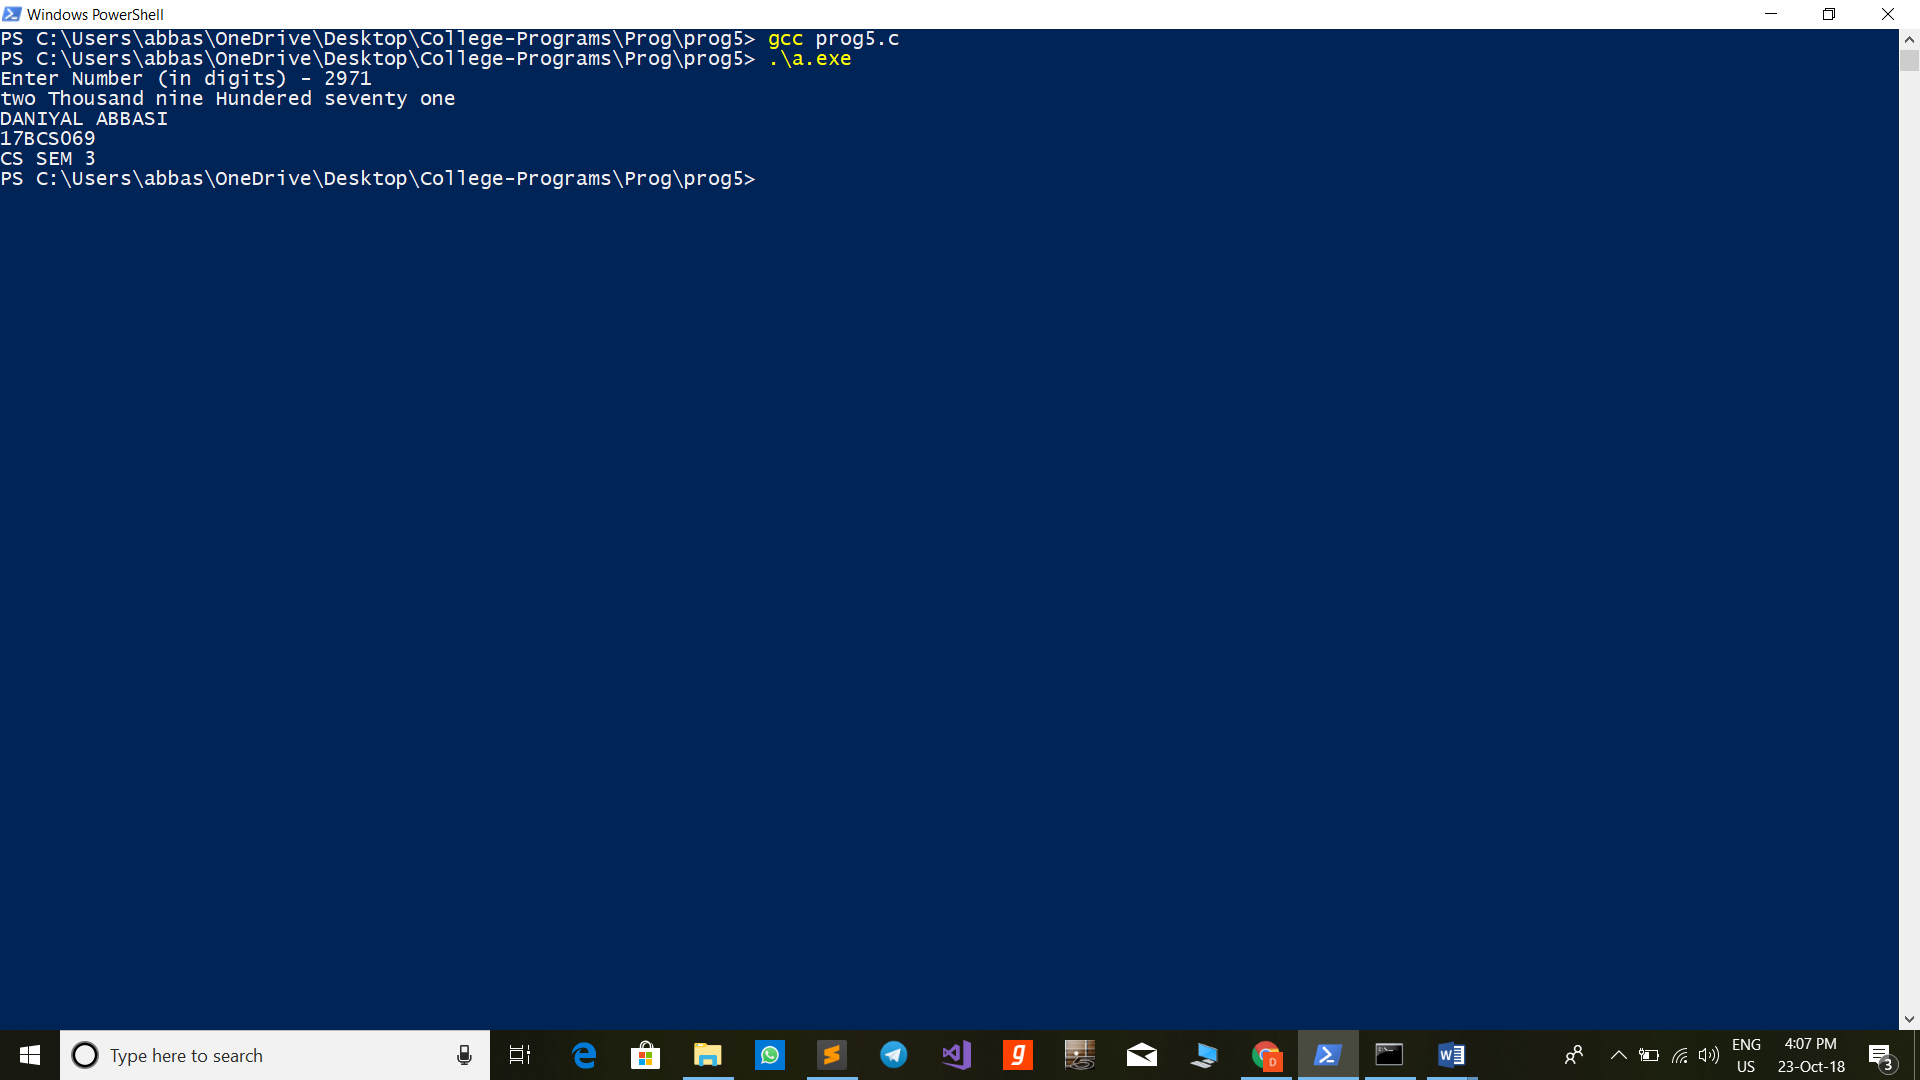 Windows PowerShell
PS C:\Users\abbas\OneDrive\Desktop\College-Programs\Prog\prog5> gcc prog5.c
PS C:\Users\abbas\OneDrive\Desktop\College-Programs\Prog\prog5> .\a.exe
Enter Number (in digits) - 2971
two Thousand nine Hundered seventy one
DANIYAL ABBASI
17BCS069
CS SEM 3
PS C:\Users\abbas\OneDrive\Desktop\College-Programs\Prog\prog5>
Type here to search
ENG
US
4:07 PM
23-Oct-18
3